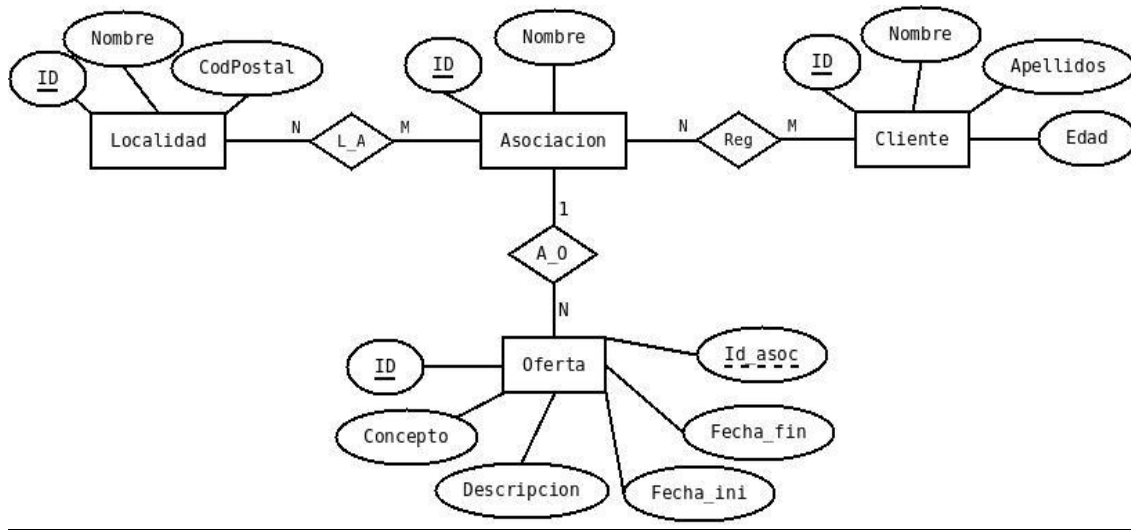 Nombre
Nombre
Nombre
ID
CodPostal
ID
ID
Apellidos
Localidad
N
L_A
M
Asociacion
N
Reg
M
Cliente
Edad
1
A_O
N
ID
Oferta
Id_asoc
Concepto
Fecha_fin
Descripcion
Fecha_ini